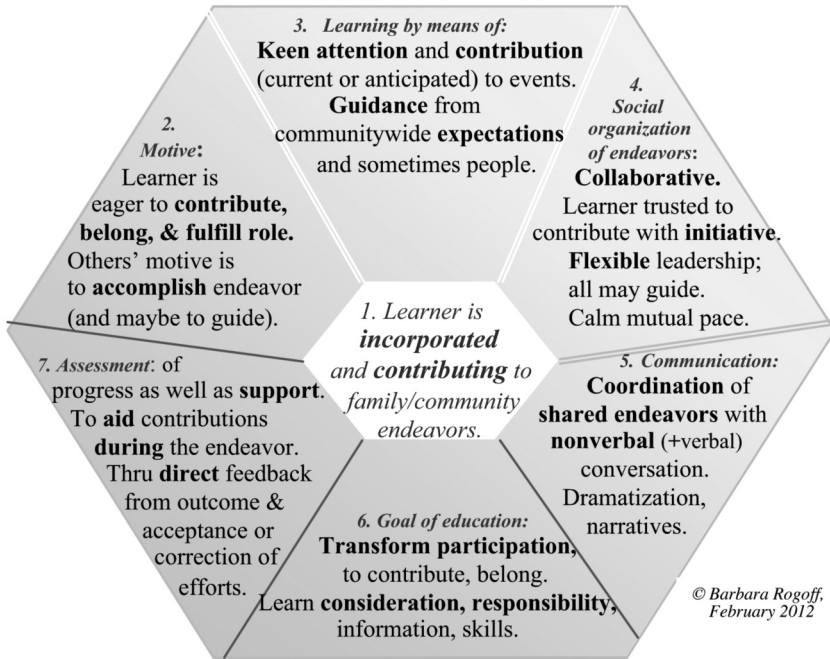 1. Learner is
incorporated
and contributing to
family/community
endeavors.
2.
Motive:
Learner is
eager to contribute,
belong, & fulfill role.
Others' motive is
to accomplish endeavor
(and maybe to guide).
3. Learning by means of:
Keen attention and contribution
(current or anticipated) to events.
Guidance from
communitywide expectations
and sometimes people.
4.
Social
organization
of endeavors:
Collaborative.
Learner trusted to
contribute with initiative.
Flexible leadership;
all may guide.
Calm mutual pace.
5. Communication:
Coordination of
shared endeavors with
nonverbal (+verbal)
conversation.
Dramatization,
narratives.
6. Goal of education:
Transform participation,
to contribute, belong.
Learn consideration, responsibility,
information, skills.
7. Assessment: of
progress as well as support.
To aid contributions
during the endeavor.
Thru direct feedback
from outcome &
acceptance or
correction of
efforts.
© Barbara Rogoff,
February 2012